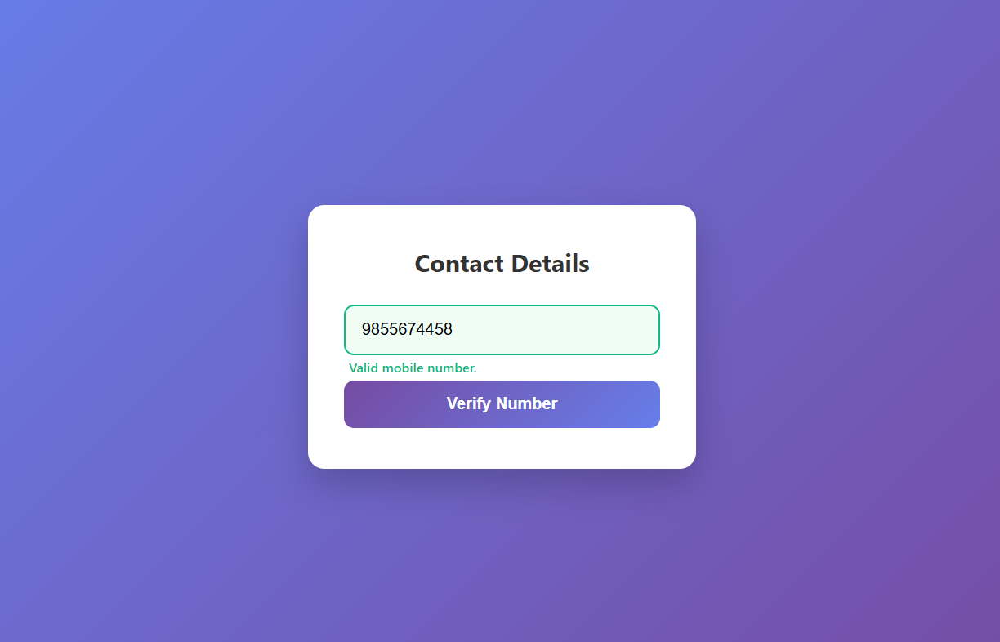 Contact Details
9855674458
Valid mobile number.
Verify Number